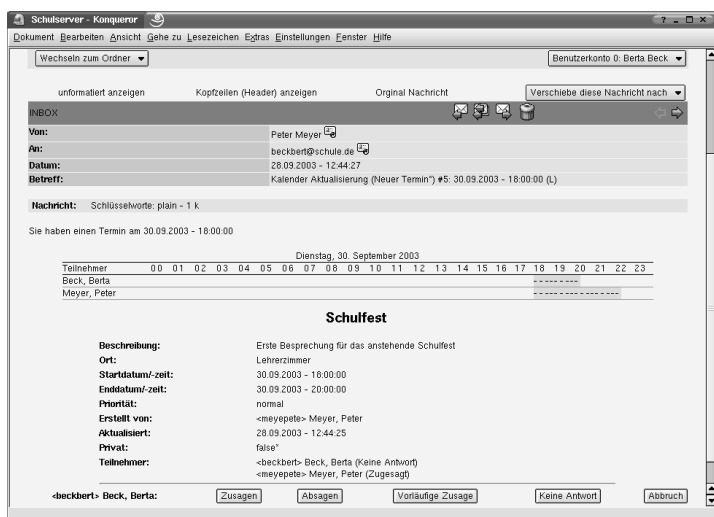 Schulserver - Konqueror
Dokument Bearbeiten Ansicht Gehe zu Lesezeichen Extras Einstellungen Fenster Hilfe
Wechseln zum Ordner Benutzerkonto 0: Berta Beck
unformatiert anzeigen Kopfzeilen (Header) anzeigen Orginal Nachricht Verschiebe diese Nachricht nach
INBOX
Von: Peter Meyer
An: beckbert@schule.de
Datum: 28.09.2003 - 12:44:27
Betreff: Kalender Aktualisierung (Neuer Termin") #5: 30.09.2003 - 18:00:00 (L)
Nachricht: Schlüsselworte: plain - 1 k
Sie haben einen Termin am 30.09.2003 - 18:00:00
Dienstag, 30. September 2003
Teilnehmer 00 01 02 03 04 05 06 07 08 09 10 11 12 13 14 15 16 17 18 19 20 21 22 23
Beck, Berta ---------
Meyer, Peter -----------------
Schulfest
Beschreibung: Erste Besprechung für das anstehende Schulfest
Ort: Lehrerzimmer
Startdatum/-zeit: 30.09.2003 - 18:00:00
Enddatum/-zeit: 30.09.2003 - 20:00:00
Priorität: normal
Erstellt von: <meyepete> Meyer, Peter
Aktualisiert: 28.09.2003 - 12:44:25
Privat: false"
Teilnehmer: <beckbert> Beck, Berta (Keine Antwort)
<meyepete> Meyer, Peter (Zugesagt)
<beckbert> Beck, Berta: Zusagen Absagen Vorläufige Zusage Keine Antwort Abbruch